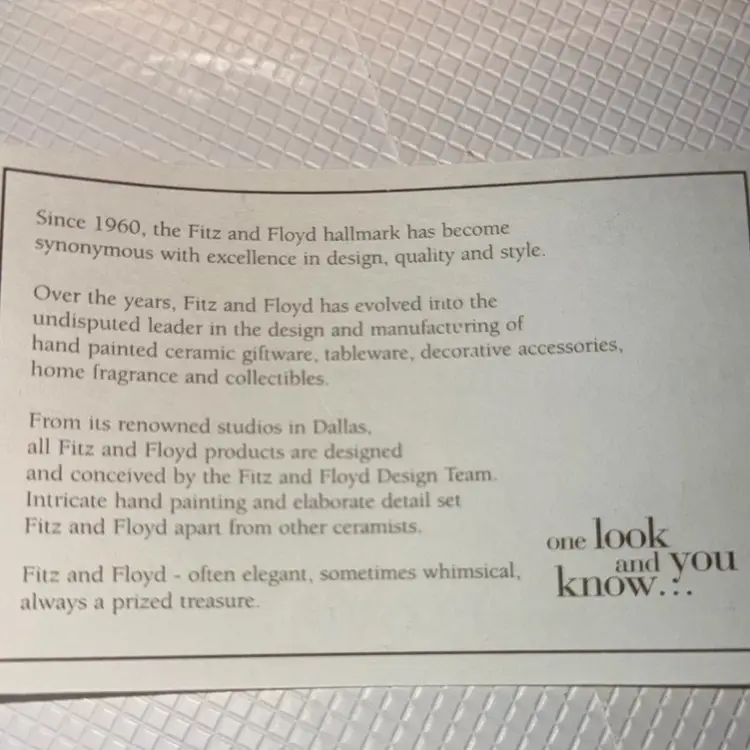 Since 1960, the Fitz and Floyd hallmark has become
synonymous with excellence in design, quality and style.
Over the years, Fitz and Floyd has evolved into the
undisputed leader in the design and manufacturing of
hand painted ceramic giftware, tableware, decorative accessories,
home fragrance and collectibles.
From its renowned studios in Dallas,
all Fitz and Floyd products are designed
and conceived by the Fitz and Floyd Design Team.
Intricate hand painting and elaborate detail set
Fitz and Floyd apart from other ceramists.
Fitz and Floyd - often elegant, sometimes whimsical,
always a prized treasure.
one look
and you
know...